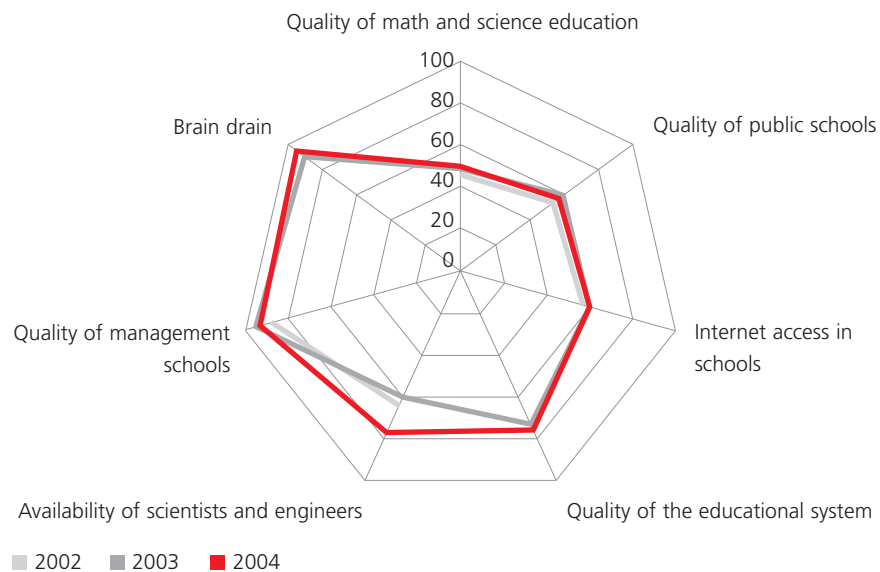 Quality of math and science education
100
80
60
40
20
0
Brain drain
Quality of public schools
Quality of management
schools
Internet access in
schools
Availability of scientists and engineers
Quality of the educational system
2002 2003 2004